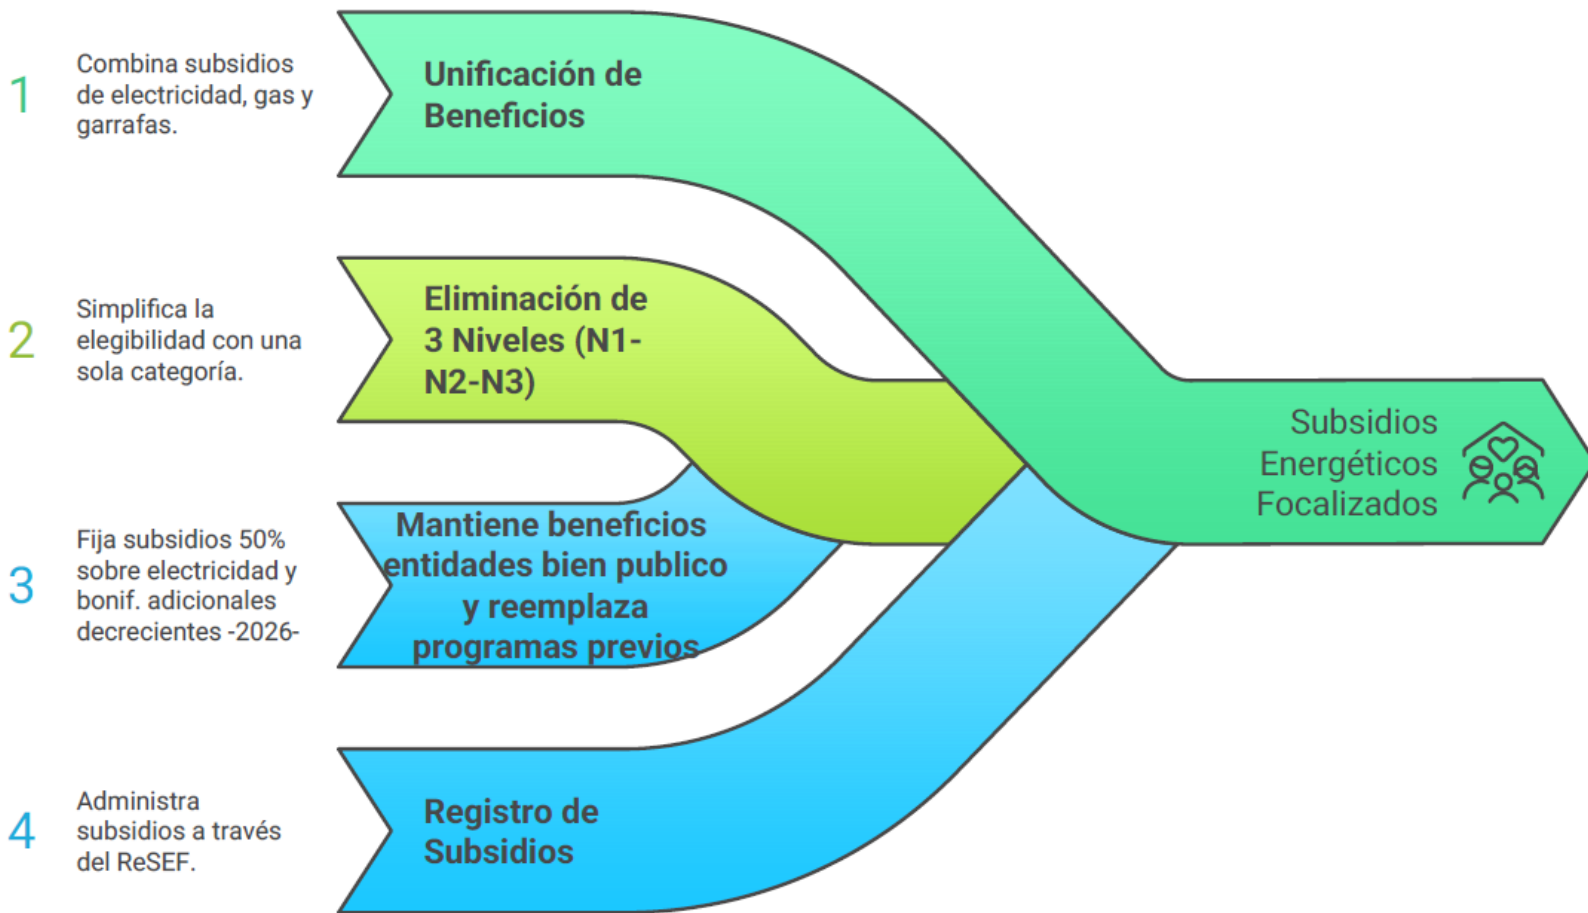 1
Combina subsidios
de electricidad, gas y
garrafas.
Unificación de
Beneficios
2
Simplifica la
elegibilidad con una
sola categoría.
Eliminación de
3 Niveles (N1-
N2-N3)
3
Fija subsidios 50%
sobre electricidad y
bonif. adicionales
decrecientes -2026-
Mantiene beneficios
entidades bien publico
y reemplaza
programas previos
4
Administra
subsidios a través
del ReSEF.
Registro de
Subsidios
Subsidios
Energéticos
Focalizados